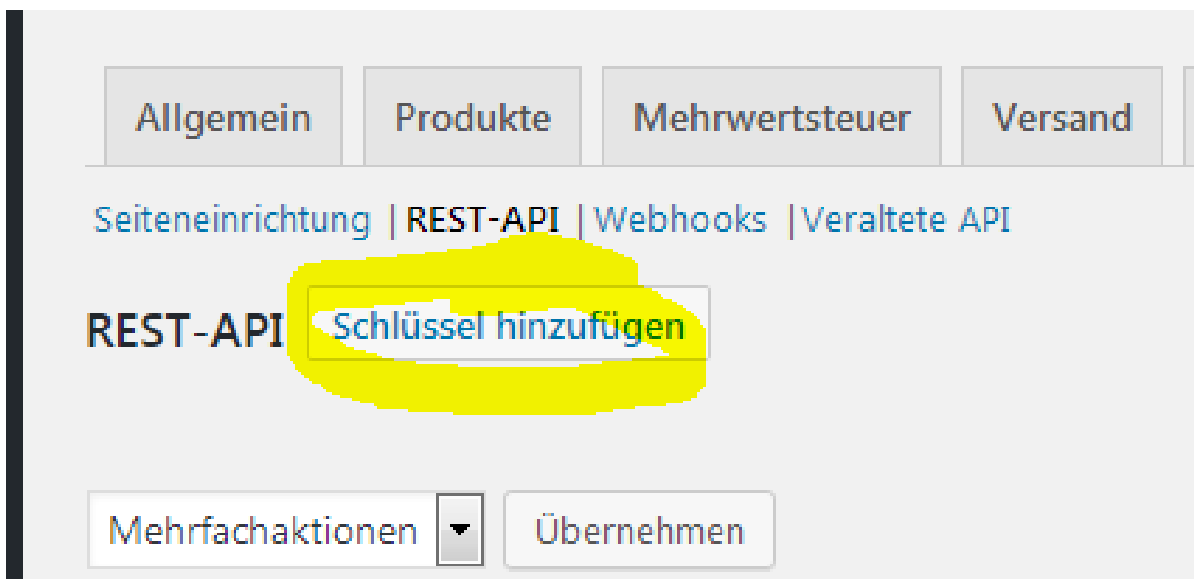 Allgemein Produkte Mehrwertsteuer Versand
Seiteneinrichtung | REST-API | Webhooks | Veraltete API
REST-API Schlüssel hinzufügen
Mehrfachaktionen Übernehmen